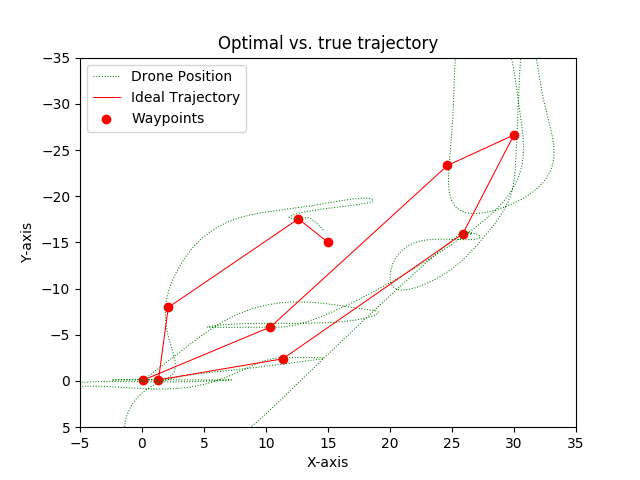 Optimal vs. true trajectory
Drone Position
Ideal Trajectory
Waypoints
Y-axis
−35
−30
−25
−20
−15
−10
−5
0
5
−5 0 5 10 15 20 25 30 35
X-axis